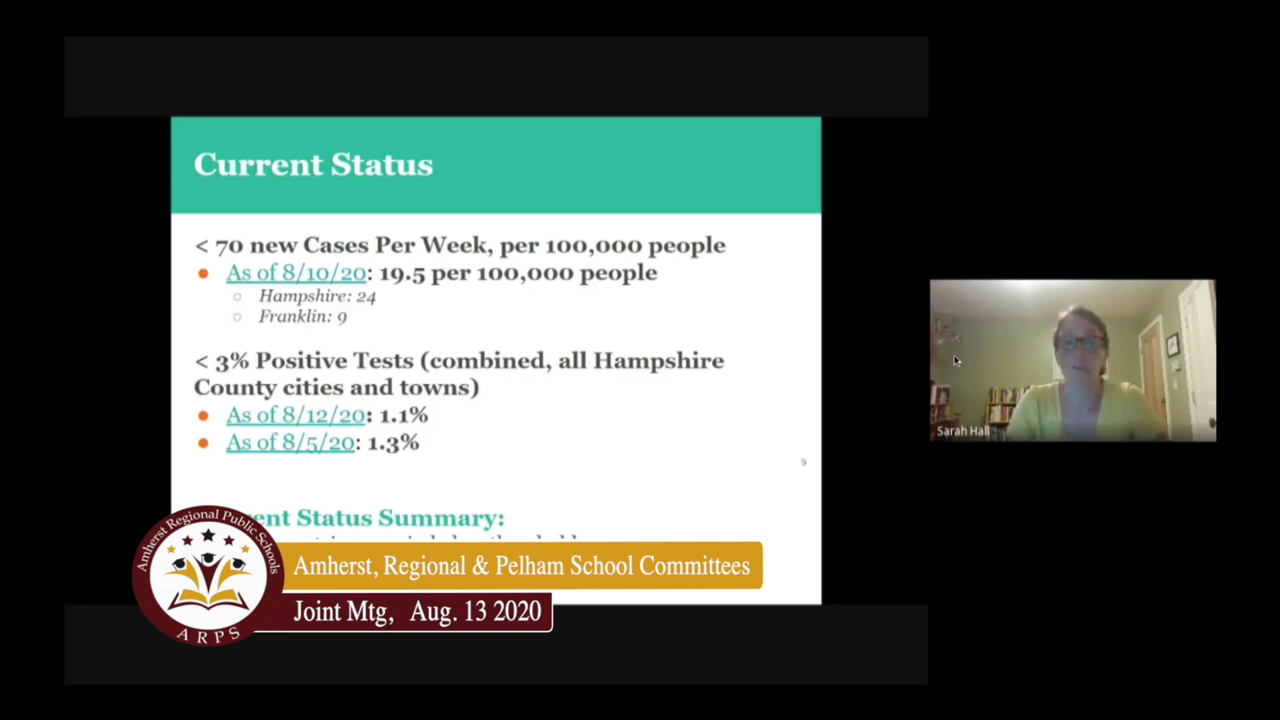 Current Status
< 70 new Cases Per Week, per 100,000 people
As of 8/10/20: 19.5 per 100,000 people
Hampshire: 24
Franklin: 9
< 3% Positive Tests (combined, all Hampshire
County cities and towns)
As of 8/12/20: 1.1%
As of 8/5/20: 1.3%
9
Sarah Hall
ent Status Summary:
Amherst Regional Public Schools
ARPS
Amherst, Regional & Pelham School Committees
Joint Mtg, Aug. 13 2020